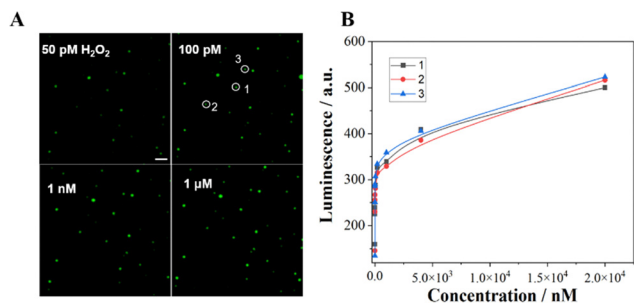 A
50 pM H₂O₂
100 pM
3
1
2
1 nM
1 µM
B
600
500
400
300
200
1
2
3
0.0
5.0×10³
1.0×10⁴
1.5×10⁴
2.0×10⁴
Luminescence / a.u.
Concentration / nM